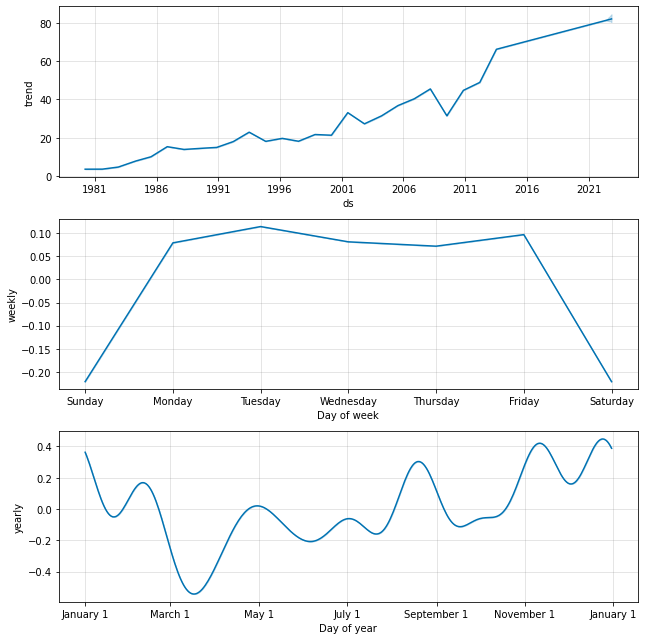 80
60
40
20
0
trend
1981 1986 1991 1996 2001 2006 2011 2016 2021
ds
0.10
0.05
0.00
−0.05
−0.10
−0.15
−0.20
weekly
Sunday Monday Tuesday Wednesday Thursday Friday Saturday
Day of week
0.4
0.2
0.0
−0.2
−0.4
yearly
January 1 March 1 May 1 July 1 September 1 November 1 January 1
Day of year